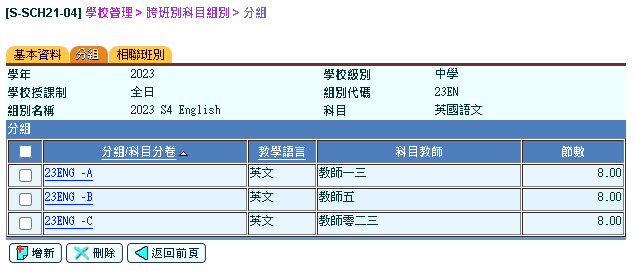 [S-SCH21-04] 學校管理 > 跨班別科目組別 > 分組
基本資料 分組 相聯班別
學年 2023 學校級別 中學
學校授課制 全日 組別代碼 23EN
組別名稱 2023 S4 English 科目 英國語文
分組
分組/科目分卷 教學語言 科目教師 節數
23ENG -A 英文 教師一三 8.00
23ENG -B 英文 教師五 8.00
23ENG -C 英文 教師零二三 8.00
增新 刪除 返回前頁